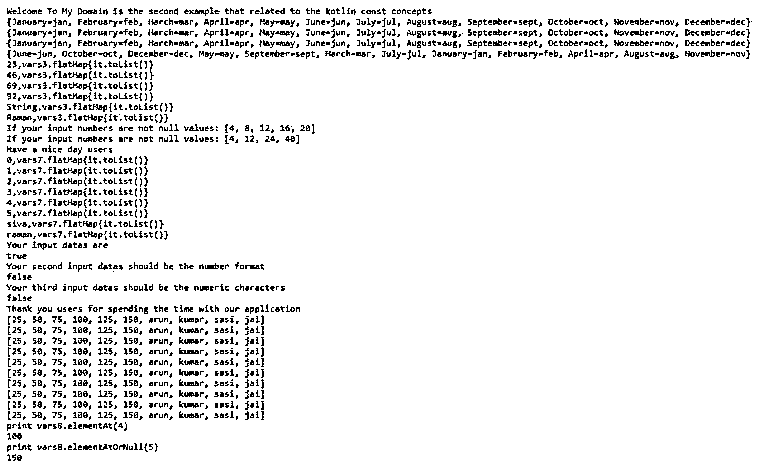 Welcome To My Domain Is the second example that related to the kotlin const concepts
{January=jan, February=feb, March=mar, April=apr, May=may, June=jun, July=jul, August=aug, September=sept, October=oct, November=nov, December=dec}
{January=jan, February=feb, March=mar, April=apr, May=may, June=jun, July=jul, August=aug, September=sept, October=oct, November=nov, December=dec}
{January=jan, February=feb, March=mar, April=apr, May=may, June=jun, July=jul, August=aug, September=sept, October=oct, November=nov, December=dec}
{June=jun, October=oct, December=dec, May=may, September=sept, March=mar, July=jul, January=jan, February=feb, April=apr, August=aug, November=nov}
23,vars3.flatMap{it.toList()}
46,vars3.flatMap{it.toList()}
69,vars3.flatMap{it.toList()}
92,vars3.flatMap{it.toList()}
String,vars3.flatMap{it.toList()}
Raman,vars3.flatMap{it.toList()}
If your input numbers are not null values: [4, 8, 12, 16, 20]
If your input numbers are not null values: [4, 12, 24, 40]
Have a nice day users
0,vars7.flatMap{it.toList()}
1,vars7.flatMap{it.toList()}
2,vars7.flatMap{it.toList()}
3,vars7.flatMap{it.toList()}
4,vars7.flatMap{it.toList()}
5,vars7.flatMap{it.toList()}
siva,vars7.flatMap{it.toList()}
raman,vars7.flatMap{it.toList()}
Your input datas are
true
Your second input datas should be the number format
false
Your third input datas should be the numeric characters
false
Thank you users for spending the time with our application
[25, 50, 75, 100, 125, 150, arun, kumar, sasi, jai]
[25, 50, 75, 100, 125, 150, arun, kumar, sasi, jai]
[25, 50, 75, 100, 125, 150, arun, kumar, sasi, jai]
[25, 50, 75, 100, 125, 150, arun, kumar, sasi, jai]
[25, 50, 75, 100, 125, 150, arun, kumar, sasi, jai]
[25, 50, 75, 100, 125, 150, arun, kumar, sasi, jai]
[25, 50, 75, 100, 125, 150, arun, kumar, sasi, jai]
[25, 50, 75, 100, 125, 150, arun, kumar, sasi, jai]
[25, 50, 75, 100, 125, 150, arun, kumar, sasi, jai]
[25, 50, 75, 100, 125, 150, arun, kumar, sasi, jai]
print vars8.elementAt(4)
100
print vars8.elementAtOrNull(5)
150